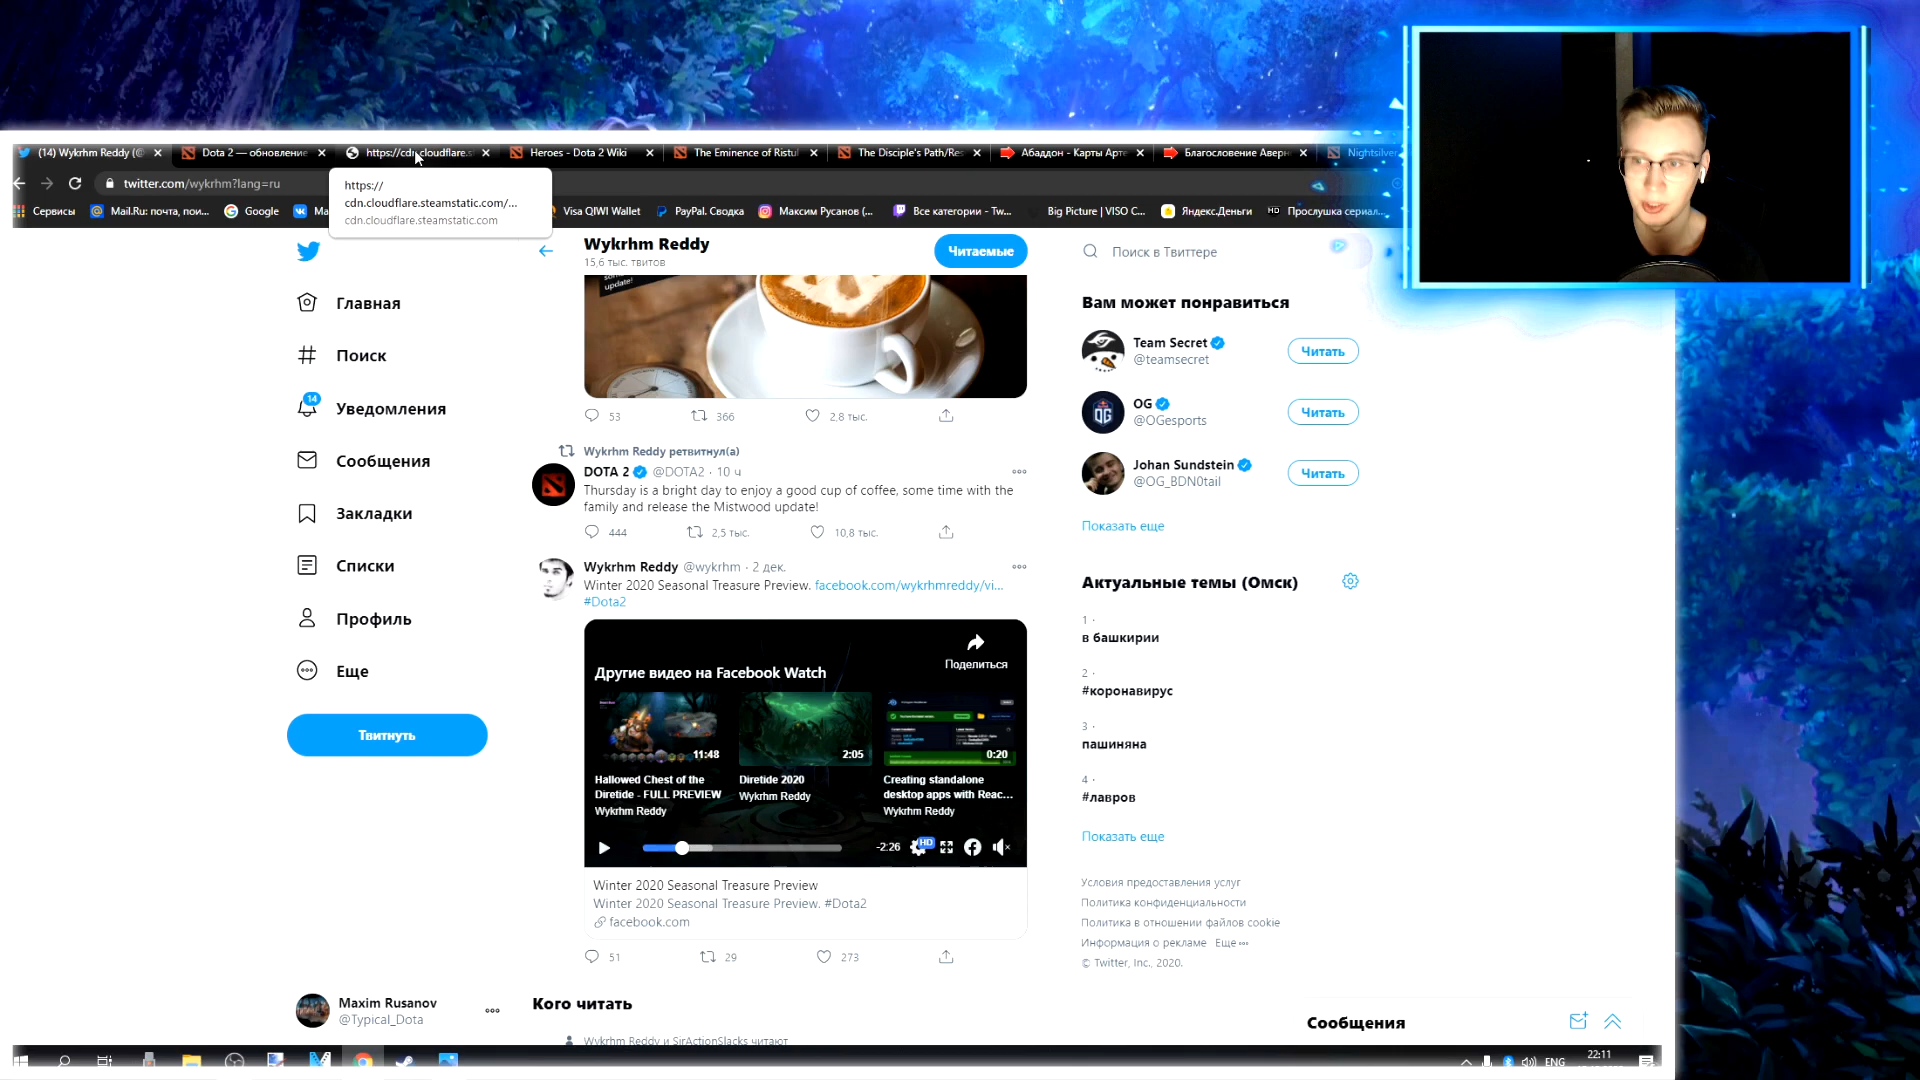 (14) Wykrhm Reddy (@
Dota 2 — обновление
https://cdn.cloudflare.s
Heroes - Dota 2 Wiki
The Eminence of Ristul
The Disciple's Path/Res
Абаддон - Карты Арте
Благословение Аверн
Nightsilver
twitter.com/wykrhm?lang=ru
https://
cdn.cloudflare.steamstatic.com/...
cdn.cloudflare.steamstatic.com
Сервисы
Mail.Ru: почта, пои...
Google
Ма
Visa QIWI Wallet
PayPal. Сводка
Максим Русанов (...
Все категории - Tw...
Big Picture | VISO C...
Яндекс.Деньги
HD
Прослушка сериал...
Wykrhm Reddy
15,6 тыс. твитов
Читаемые
Поиск в Твиттере
Главная
Поиск
14
Уведомления
Сообщения
Закладки
Списки
Профиль
Еще
Твитнуть
Maxim Rusanov
@Typical_Dota
update!
53
366
2,8 тыс.
Wykrhm Reddy ретвитнул(а)
DOTA 2 @DOTA2 · 10 ч
Thursday is a bright day to enjoy a good cup of coffee, some time with the
family and release the Mistwood update!
444
2,5 тыс.
10,8 тыс.
Wykrhm Reddy @wykrhm · 2 дек.
Winter 2020 Seasonal Treasure Preview. facebook.com/wykrhmreddy/vi...
#Dota2
Поделиться
Другие видео на Facebook Watch
11:48
2:05
0:20
Hallowed Chest of the
Diretide - FULL PREVIEW
Wykrhm Reddy
Diretide 2020
Wykrhm Reddy
Creating standalone
desktop apps with Reac...
Wykrhm Reddy
-2:26
HD
Winter 2020 Seasonal Treasure Preview
Winter 2020 Seasonal Treasure Preview. #Dota2
facebook.com
51
29
273
Кого читать
Wykrhm Reddy и SirActionSlacks читают
Вам может понравиться
Team Secret
@teamsecret
Читать
OG
@OGesports
Читать
Johan Sundstein
@OG_BDN0tail
Читать
Показать еще
Актуальные темы (Омск)
1 ·
в башкирии
2 ·
#коронавирус
3 ·
пашиняна
4 ·
#лавров
Показать еще
Условия предоставления услуг
Политика конфиденциальности
Политика в отношении файлов cookie
Информация о рекламе Еще
© Twitter, Inc., 2020.
Сообщения
ENG
22:11